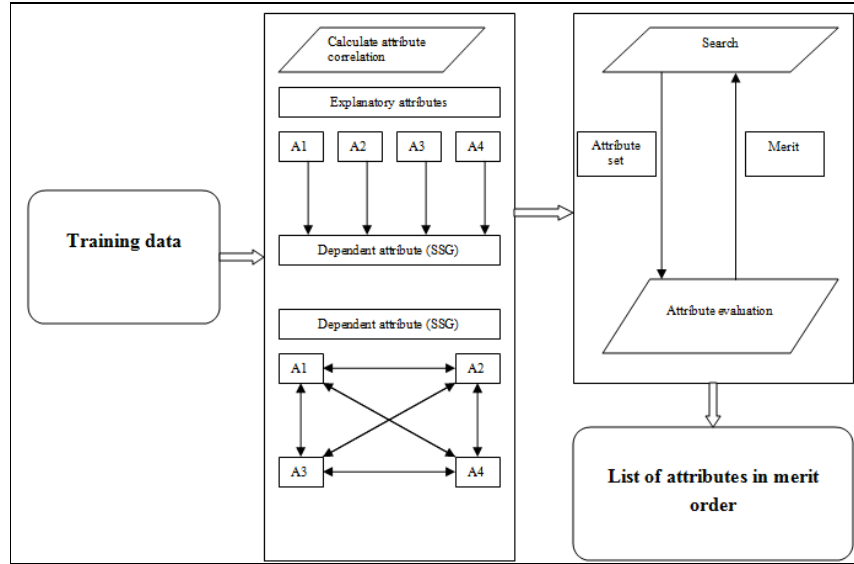 Training data
Calculate attribute
correlation
Explanatory attributes
A1 A2 A3 A4
Dependent attribute (SSG)
Dependent attribute (SSG)
A1 A2
A3 A4
Search
Attribute
set
Merit
Attribute evaluation
List of attributes in merit
order